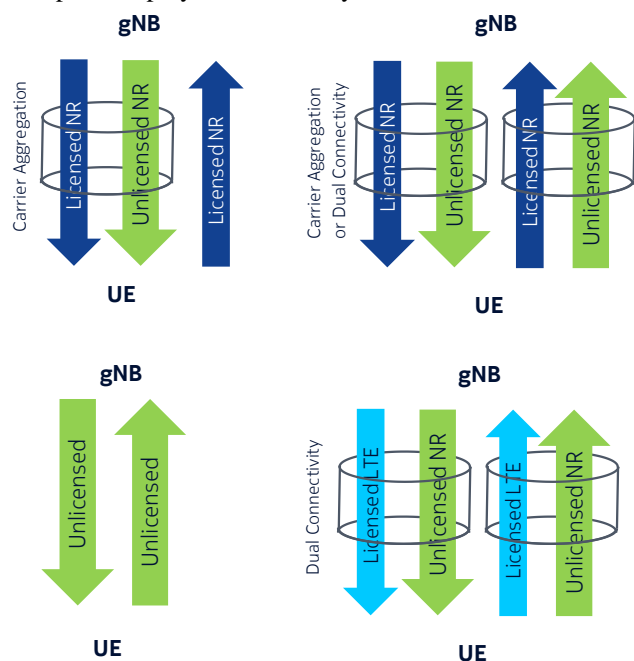 gNB
Carrier Aggregation
Licensed NR
Unlicensed NR
Licensed NR
UE
gNB
Carrier Aggregation
or Dual Connectivity
Licensed NR
Unlicensed NR
Licensed NR
Unlicensed NR
UE
gNB
Unlicensed
Unlicensed
UE
gNB
Dual Connectivity
Licensed LTE
Unlicensed NR
Licensed LTE
Unlicensed NR
UE